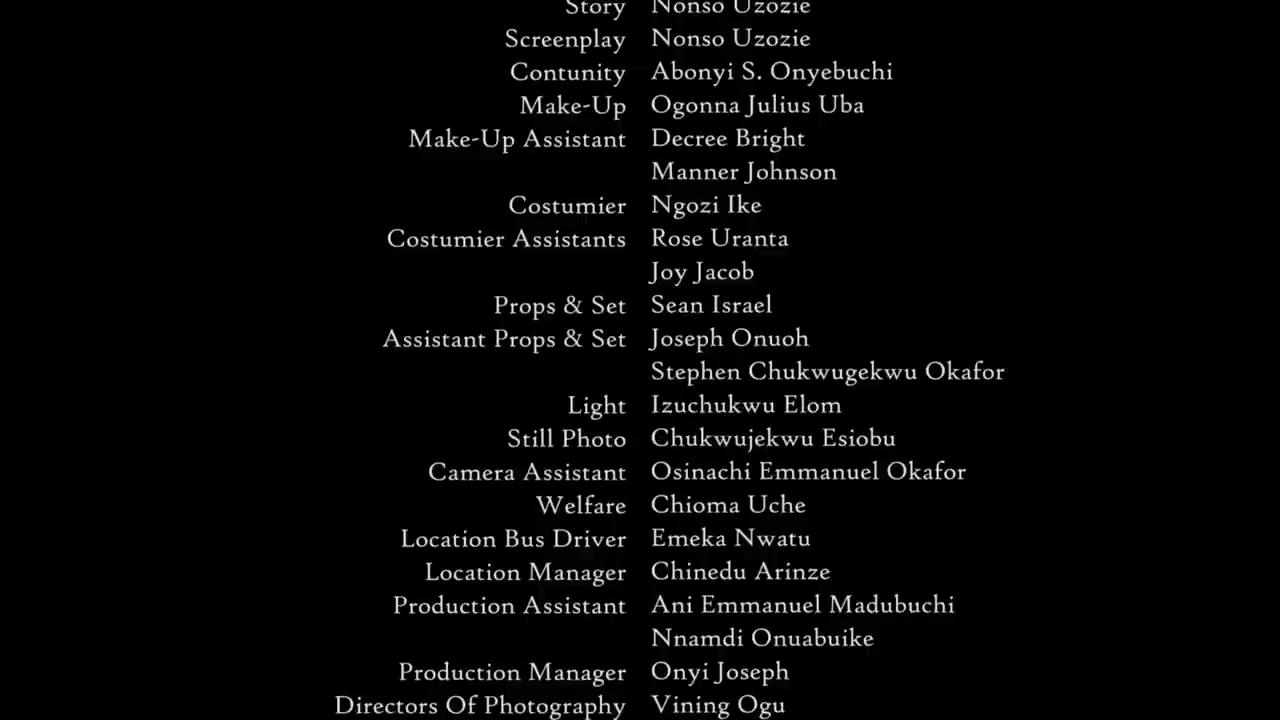 Story Nonso Uzozie
Screenplay Nonso Uzozie
Contunity Abonyi S. Onyebuchi
Make-Up Ogonna Julius Uba
Make-Up Assistant Decree Bright
Manner Johnson
Costumier Ngozi Ike
Costumier Assistants Rose Uranta
Joy Jacob
Props & Set Sean Israel
Assistant Props & Set Joseph Onuoh
Stephen Chukwugekwu Okafor
Light Izuchukwu Elom
Still Photo Chukwujekwu Esiobu
Camera Assistant Osinachi Emmanuel Okafor
Welfare Chioma Uche
Location Bus Driver Emeka Nwatu
Location Manager Chinedu Arinze
Production Assistant Ani Emmanuel Madubuchi
Nnamdi Onuabuike
Production Manager Onyi Joseph
Directors Of Photography Vining Ogu